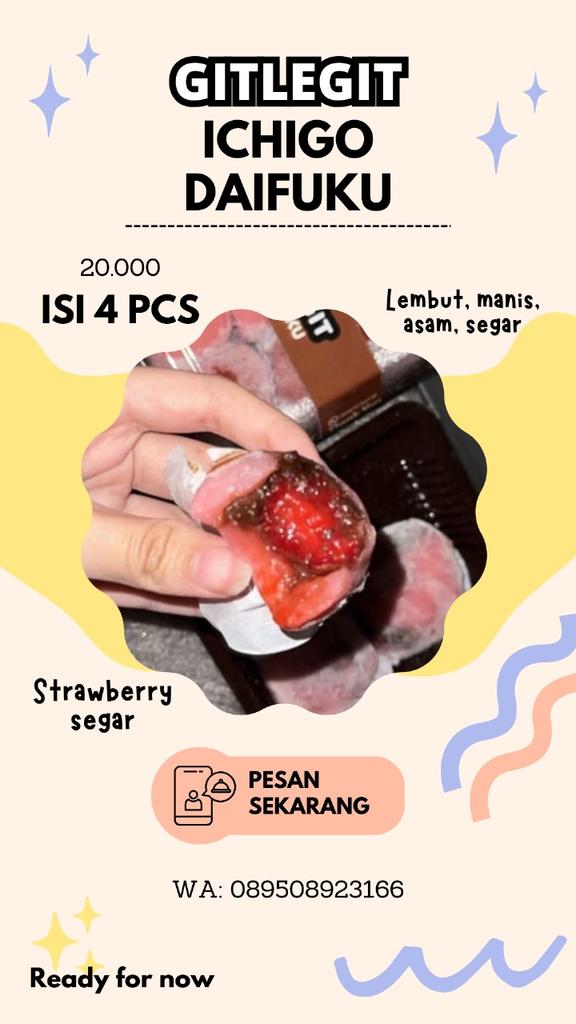 GITLEGIT
ICHIGO
DAIFUKU
20.000
ISI 4 PCS
Lembut, manis,
asam, segar
Strawberry
segar
PESAN
SEKARANG
WA: 089508923166
Ready for now